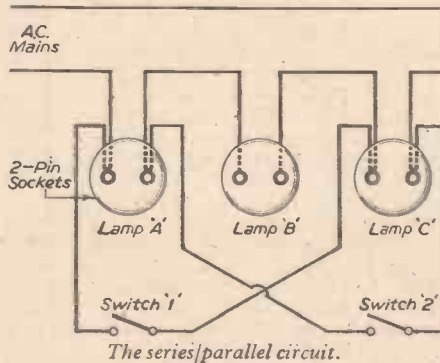 A.C.
Mains
2-Pin
Sockets
Lamp 'A'
Lamp 'B'
Lamp 'C'
Switch '1'
Switch '2'
The series/parallel circuit.